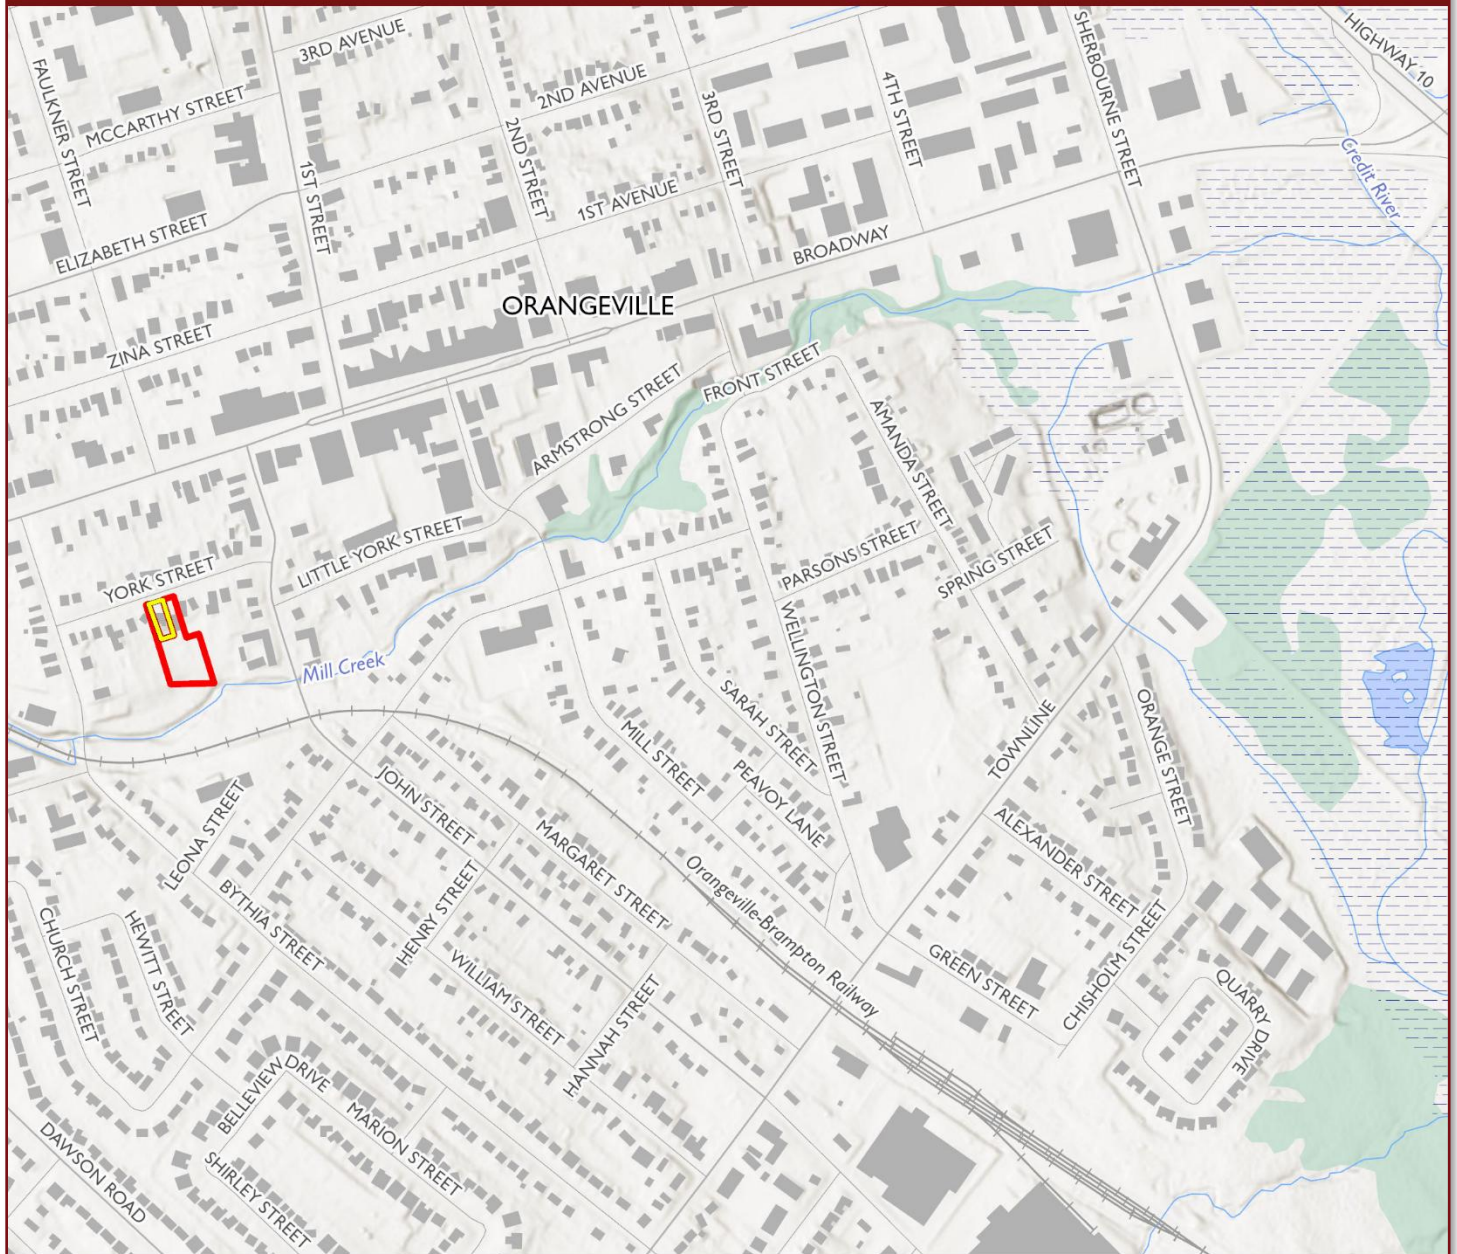 3RD AVENUE
HIGHWAY 10
SHERBOURNE STREET
FAULKNER STREET
MCCARTHY STREET
2ND AVENUE
3RD STREET
4TH STREET
2ND STREET
1ST STREET
Credit River
1ST AVENUE
ELIZABETH STREET
BROADWAY
ORANGEVILLE
ZINA STREET
FRONT STREET
ARMSTRONG STREET
AMANDA STREET
LITTLE YORK STREET
PARSONS STREET
SPRING STREET
YORK STREET
WELLINGTON STREET
Mill Creek
SARAH STREET
ORANGE STREET
MILL STREET
TOWNLINE
PEAVOY LANE
JOHN STREET
LEONA STREET
MARGARET STREET
ALEXANDER STREET
Orangeville-Brampton Railway
HENRY STREET
BYTHIA STREET
CHURCH STREET
HEWITT STREET
WILLIAM STREET
GREEN STREET
CHISHOLM STREET
HANNAH STREET
QUARRY DRIVE
BELLEVIEW DRIVE
MARION STREET
DAWSON ROAD
SHIRLEY STREET